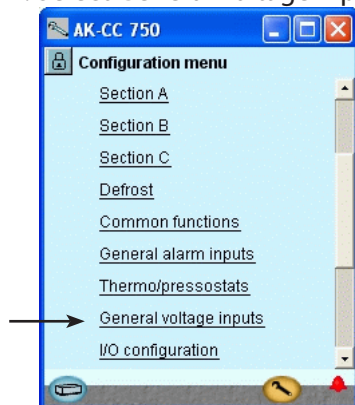 AK-CC 750
Configuration menu
Section A
Section B
Section C
Defrost
Common functions
General alarm inputs
Thermo/pressostats
General voltage inputs
I/O configuration